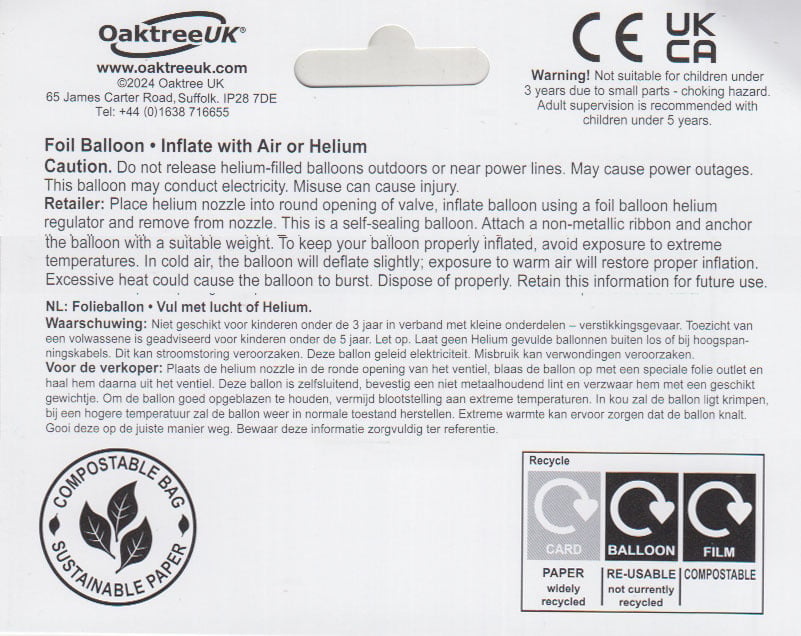 OaktreeUK®
www.oaktreeuk.com
©2024 Oaktree UK
65 James Carter Road, Suffolk. IP28 7DE
Tel: +44 (0)1638 716655
CE UKCA
Warning! Not suitable for children under
3 years due to small parts - choking hazard.
Adult supervision is recommended with
children under 5 years.
Foil Balloon • Inflate with Air or Helium
Caution. Do not release helium-filled balloons outdoors or near power lines. May cause power outages.
This balloon may conduct electricity. Misuse can cause injury.
Retailer: Place helium nozzle into round opening of valve, inflate balloon using a foil balloon helium
regulator and remove from nozzle. This is a self-sealing balloon. Attach a non-metallic ribbon and anchor
the balloon with a suitable weight. To keep your balloon properly inflated, avoid exposure to extreme
temperatures. In cold air, the balloon will deflate slightly; exposure to warm air will restore proper inflation.
Excessive heat could cause the balloon to burst. Dispose of properly. Retain this information for future use.
NL: Folieballon • Vul met lucht of Helium.
Waarschuwing: Niet geschikt voor kinderen onder de 3 jaar in verband met kleine onderdelen – verstikkingsgevaar. Toezicht van
een volwassene is geadviseerd voor kinderen onder de 5 jaar. Let op. Laat geen Helium gevulde ballonnen buiten los of bij hoogspan-
ningskabels. Dit kan stroomstoring veroorzaken. Deze ballon geleid elektriciteit. Misbruik kan verwondingen veroorzaken.
Voor de verkoper: Plaats de helium nozzle in de ronde opening van het ventiel, blaas de ballon op met een speciale folie outlet en
haal hem daarna uit het ventiel. Deze ballon is zelfsluitend, bevestig een niet metaalhoudend lint en verzwaar hem met een geschikt
gewichtje. Om de ballon goed opgeblazen te houden, vermijd blootstelling aan extreme temperaturen. In kou zal de ballon ligt krimpen,
bij een hogere temperatuur zal de ballon weer in normale toestand herstellen. Extreme warmte kan ervoor zorgen dat de ballon knalt.
Gooi deze op de juiste manier weg. Bewaar deze informatie zorgvuldig ter referentie.
COMPOSTABLE BAG
SUSTAINABLE PAPER
Recycle
CARD BALLOON FILM
PAPER RE-USABLE COMPOSTABLE
widely not currently
recycled recycled